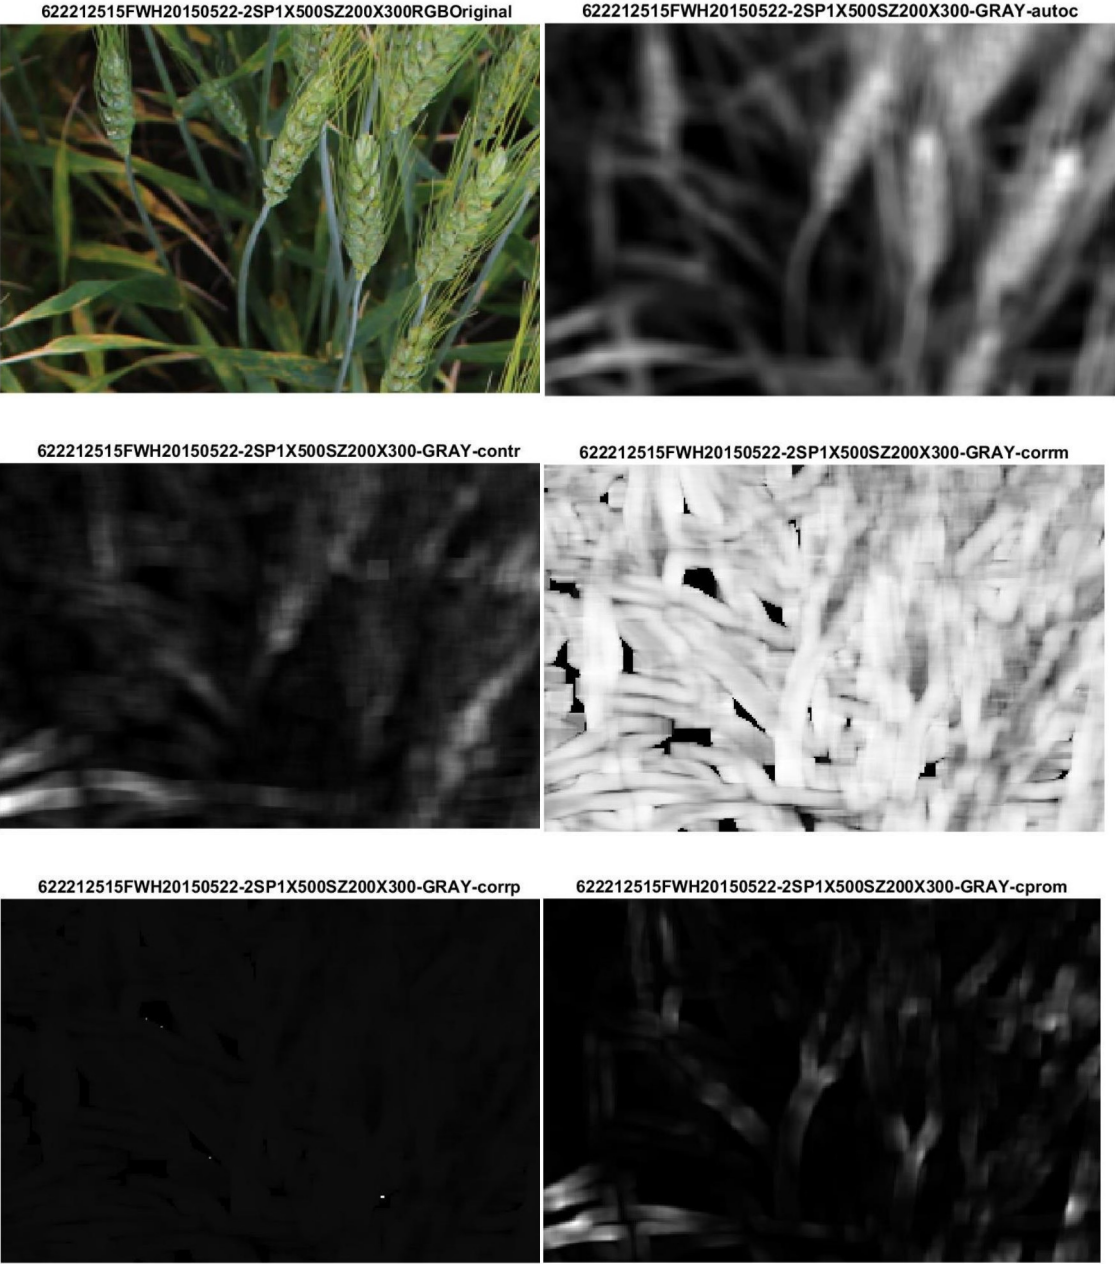 622212515FWH20150522-2SP1X500SZ200X300RGBOriginal
622212515FWH20150522-2SP1X500SZ200X300-GRAY-autoc
622212515FWH20150522-2SP1X500SZ200X300-GRAY-contr
622212515FWH20150522-2SP1X500SZ200X300-GRAY-corrm
622212515FWH20150522-2SP1X500SZ200X300-GRAY-corrp
622212515FWH20150522-2SP1X500SZ200X300-GRAY-cprom